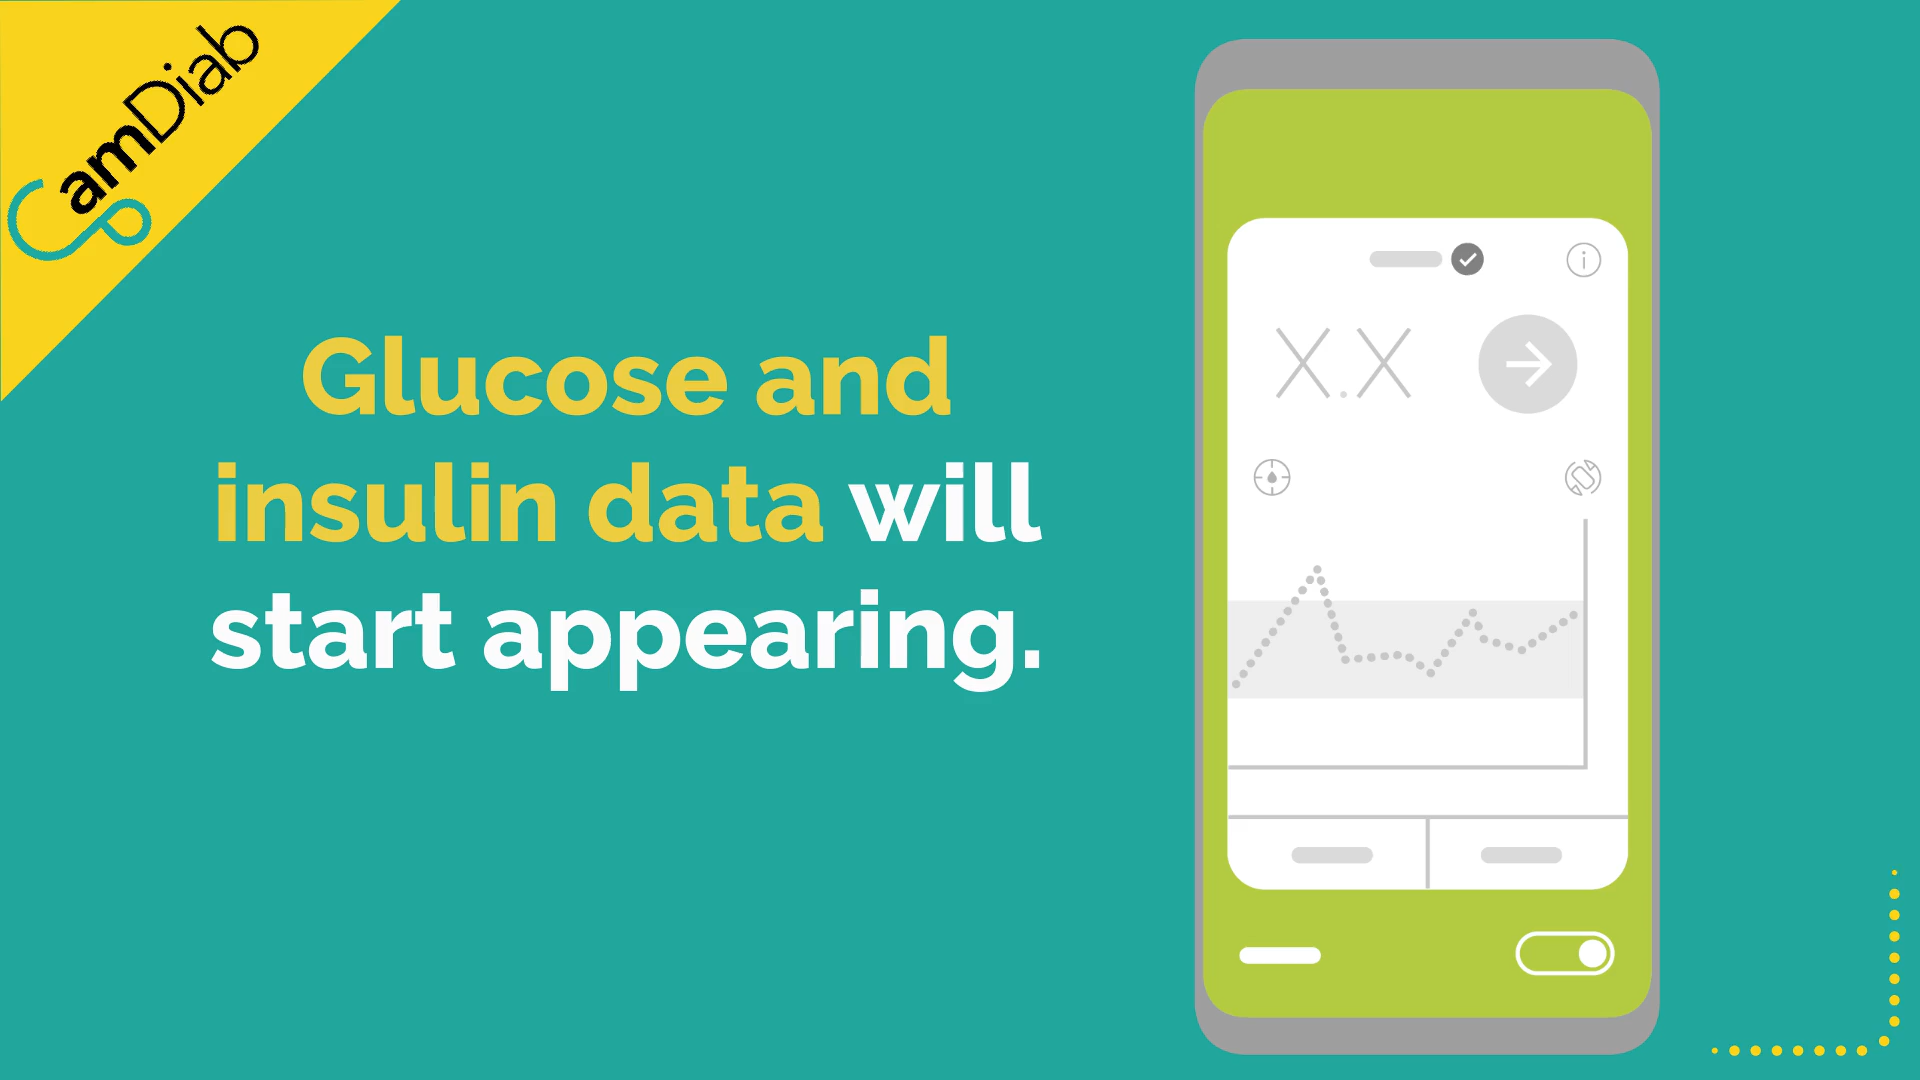 CamDiab
Glucose and
insulin data will
start appearing.
X.X